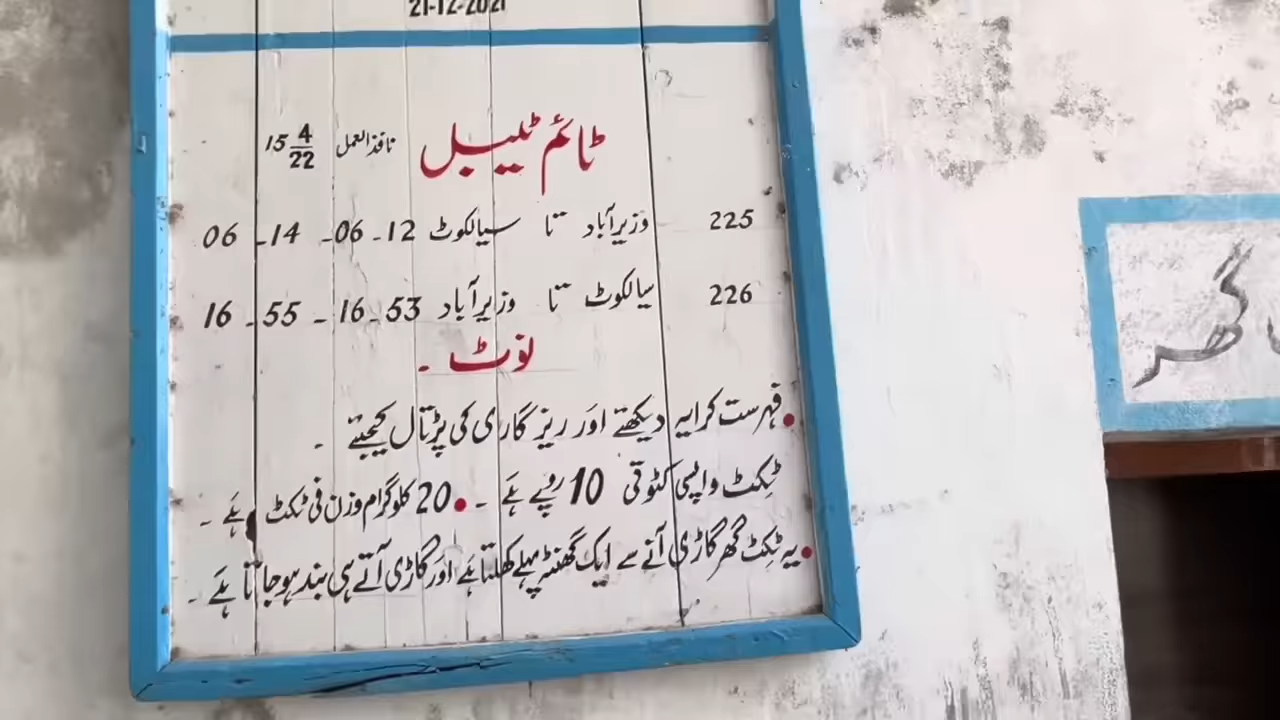 21-12-2021
ٹائم ٹیبل نافذالعمل 15 4/22
225 وزیرآباد تا سیالکوٹ 12 - 06 - 14 - 06
226 سیالکوٹ تا وزیرآباد 53 - 16 - 55 - 16
نوٹ -
• فہرست کرایہ دیکھئے اور ریزگاری کی پڑتال کیجئے -
ٹکٹ واپسی کٹوتی 10 روپے ہے - • 20 کلوگرام وزن فی ٹکٹ ہے -
• یہ ٹکٹ گھر گاڑی آنے سے ایک گھنٹہ پہلے کھلتا ہے اور گاڑی آتے ہی بند ہو جاتا ہے -
گھر